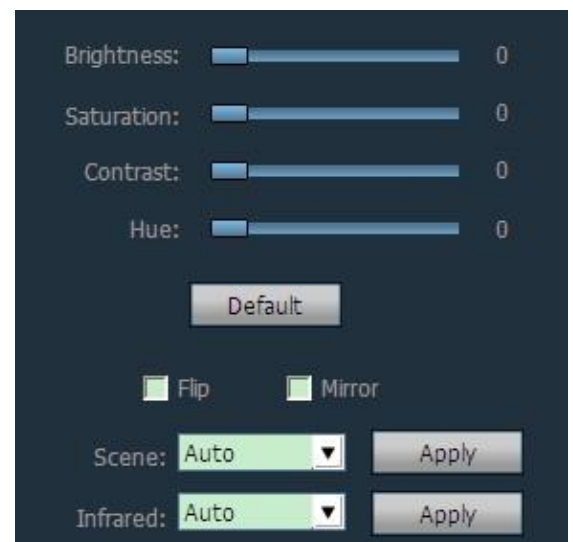 Brightness: 0
Saturation: 0
Contrast: 0
Hue: 0
Default
Flip Mirror
Scene: Auto Apply
Infrared: Auto Apply